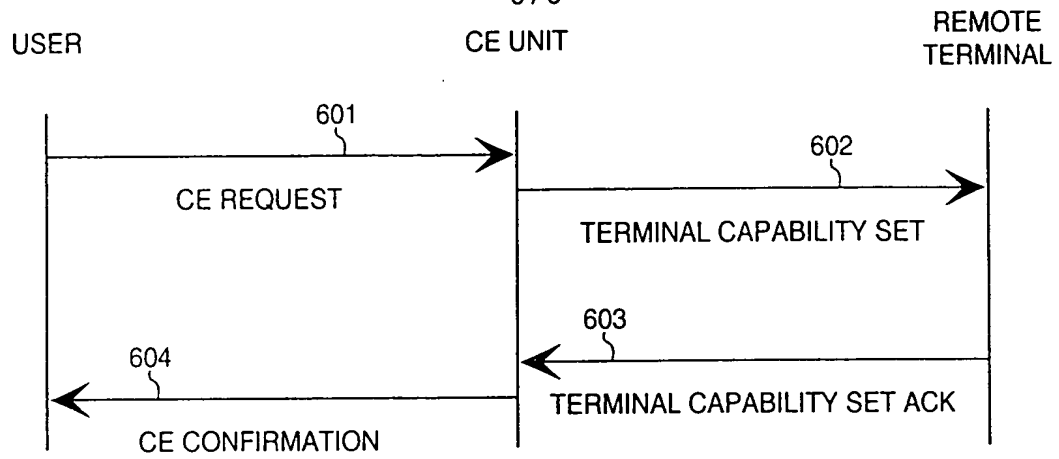 USER
CE UNIT
REMOTE
TERMINAL
601
602
CE REQUEST
TERMINAL CAPABILITY SET
603
604
TERMINAL CAPABILITY SET ACK
CE CONFIRMATION